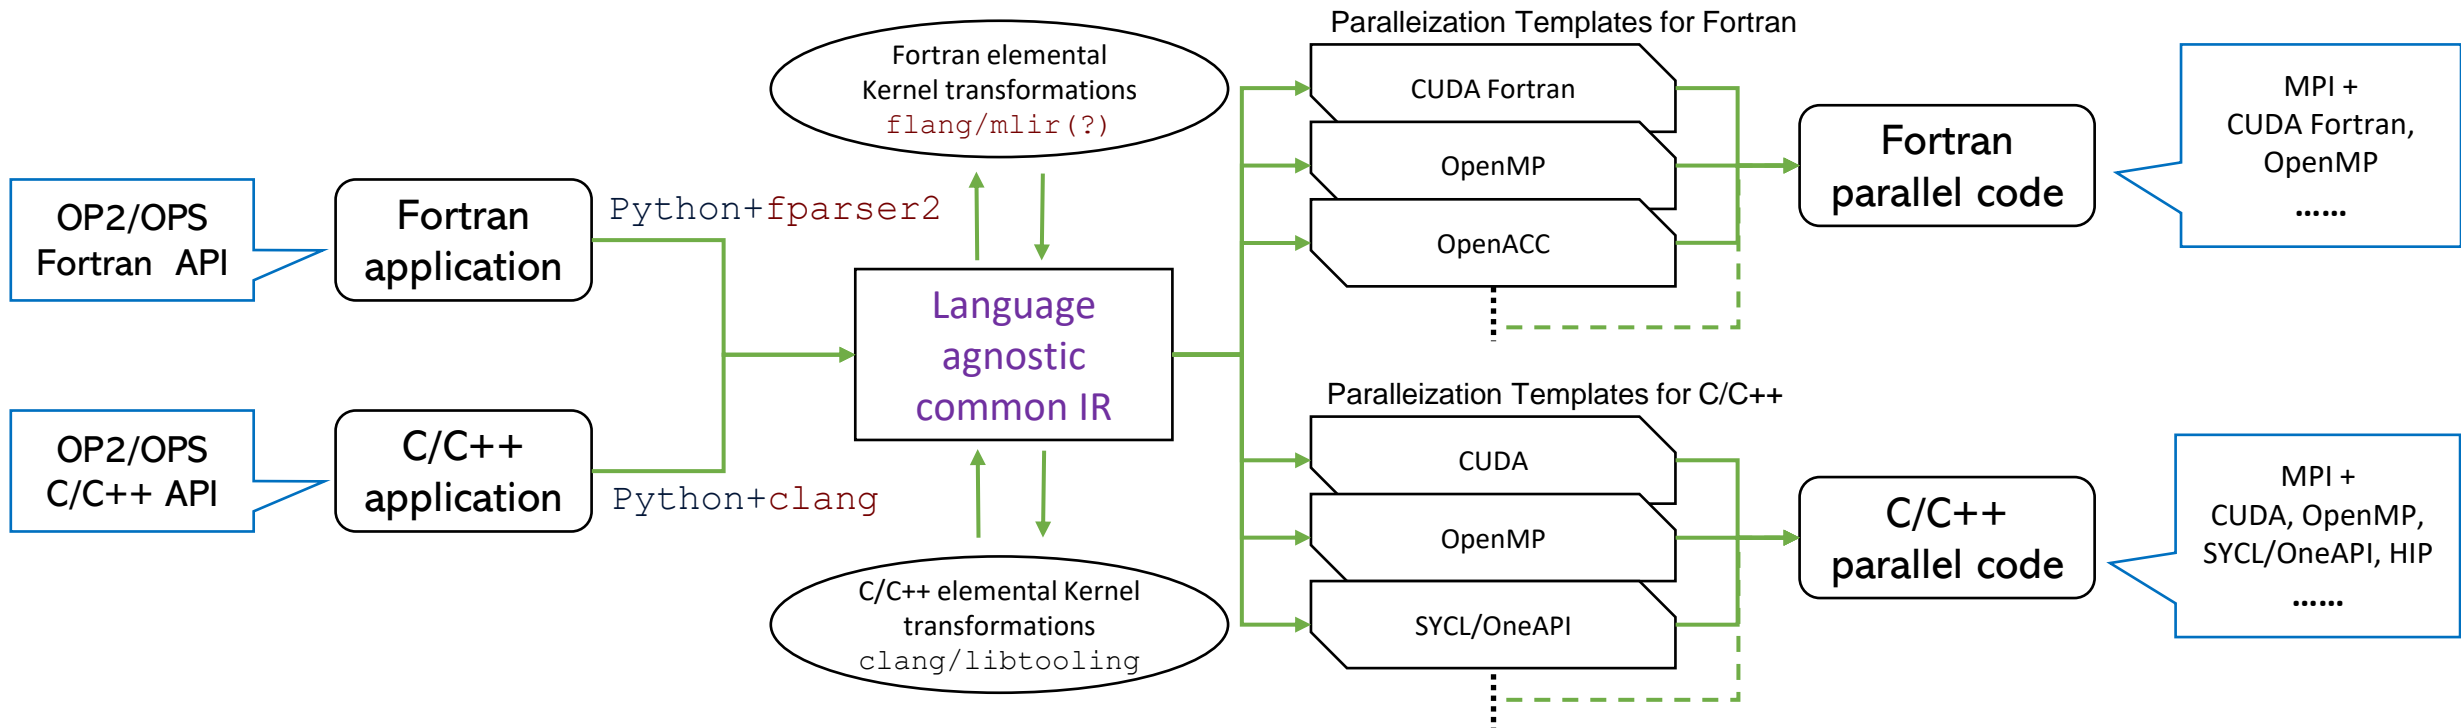 OP2/OPS
Fortran API
Fortran
application
Python+fparser2
OP2/OPS
C/C++ API
C/C++
application
Python+clang
Fortran elemental
Kernel transformations
flang/mlir(?)
Language
agnostic
common IR
C/C++ elemental Kernel
transformations
clang/libtooling
Paralleization Templates for Fortran
CUDA Fortran
OpenMP
OpenACC
Fortran
parallel code
MPI +
CUDA Fortran,
OpenMP
......
Paralleization Templates for C/C++
CUDA
OpenMP
SYCL/OneAPI
C/C++
parallel code
MPI +
CUDA, OpenMP,
SYCL/OneAPI, HIP
......